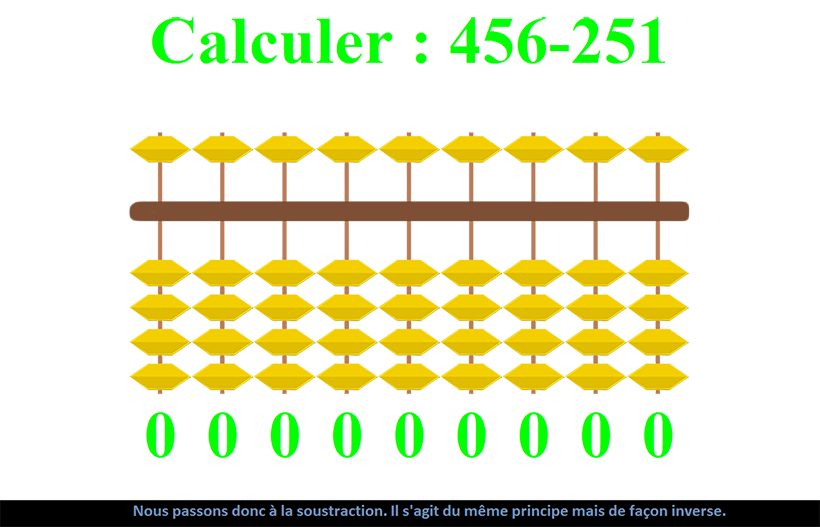 Calculer : 456-251
0 0 0 0 0 0 0 0 0
Nous passons donc à la soustraction. Il s'agit du même principe mais de façon inverse.